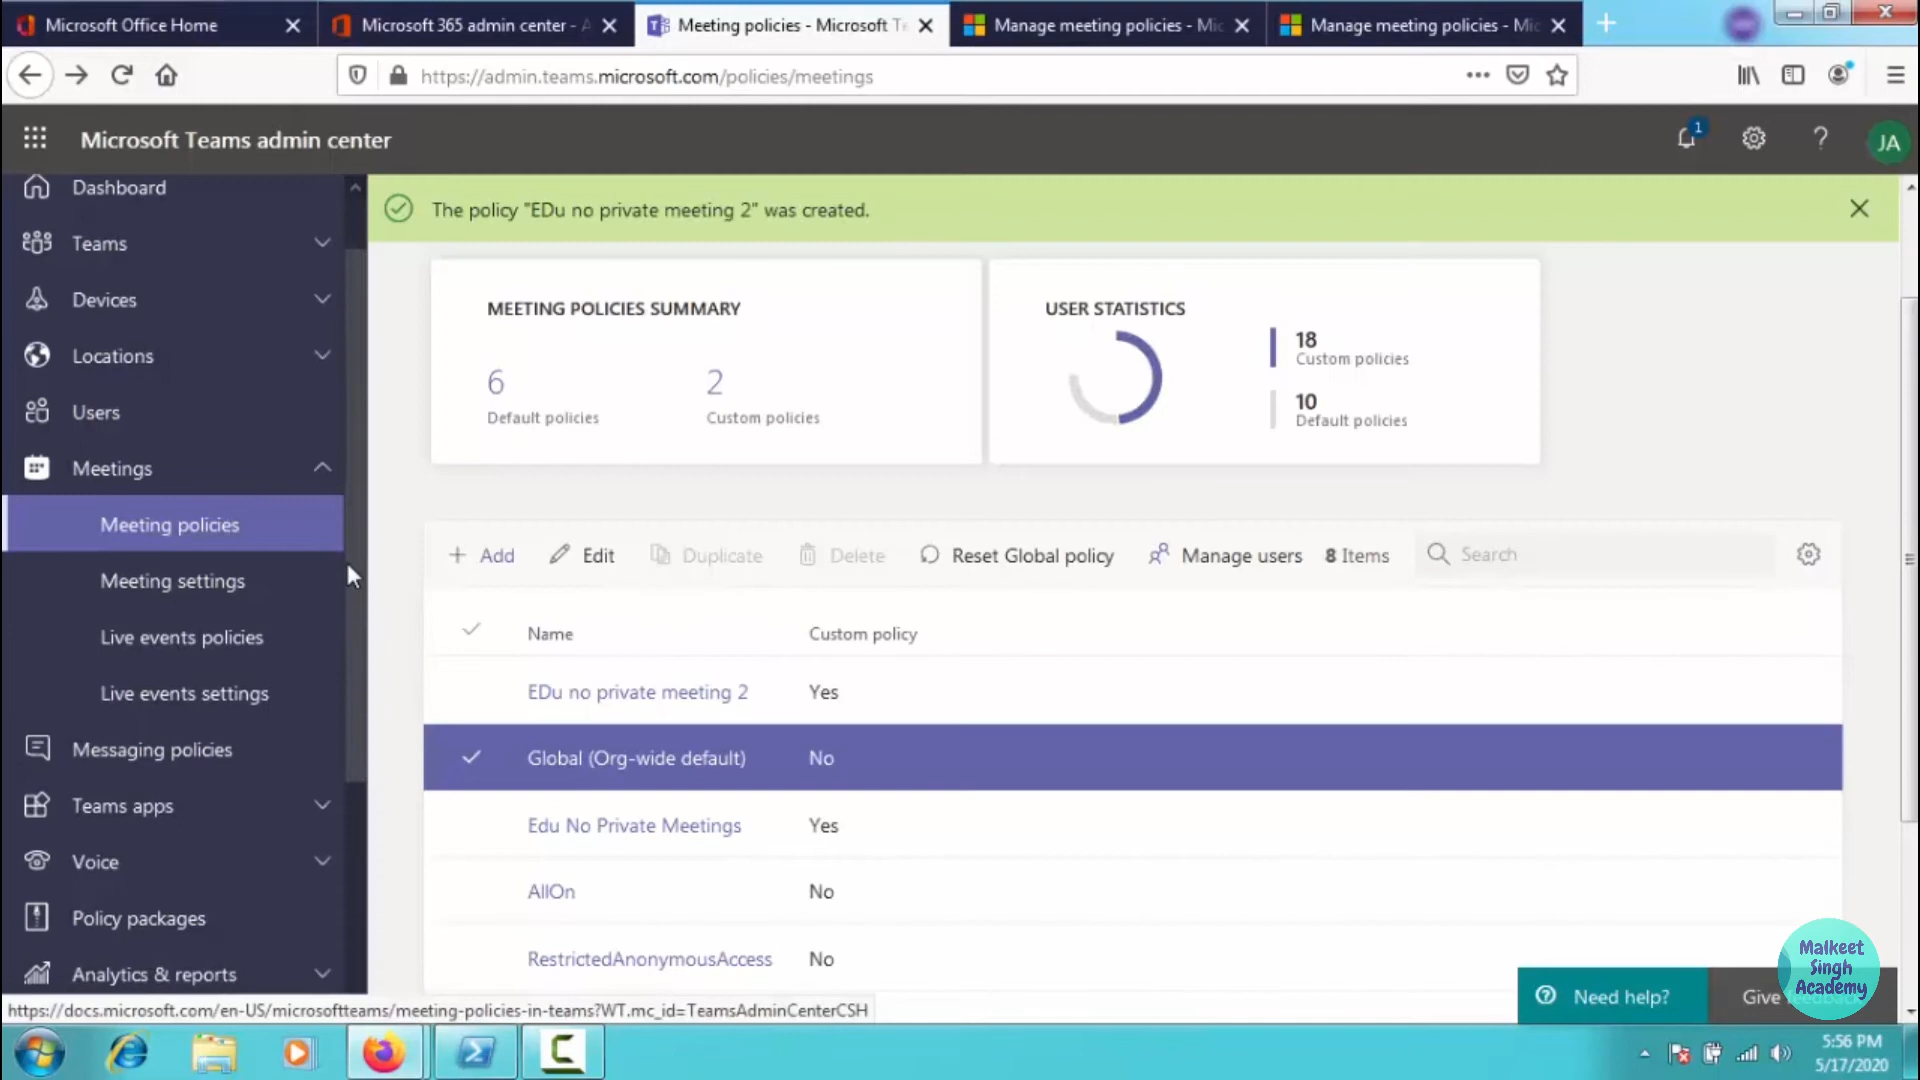 Microsoft Office Home
Microsoft 365 admin center - A
Meeting policies - Microsoft Te
Manage meeting policies - Mic
Manage meeting policies - Mic
https://admin.teams.microsoft.com/policies/meetings
Microsoft Teams admin center
1
JA
Dashboard
Teams
Devices
Locations
Users
Meetings
Meeting policies
Meeting settings
Live events policies
Live events settings
Messaging policies
Teams apps
Voice
Policy packages
Analytics & reports
The policy "EDu no private meeting 2" was created.
MEETING POLICIES SUMMARY
6
Default policies
2
Custom policies
USER STATISTICS
18
Custom policies
10
Default policies
Add
Edit
Duplicate
Delete
Reset Global policy
Manage users
8 Items
Search
Name Custom policy
EDu no private meeting 2 Yes
Global (Org-wide default) No
Edu No Private Meetings Yes
AllOn No
RestrictedAnonymousAccess No
Need help?
Give
Malkeet
Singh
Academy
https://docs.microsoft.com/en-US/microsoftteams/meeting-policies-in-teams?WT.mc_id=TeamsAdminCenterCSH
5:56 PM
5/17/2020